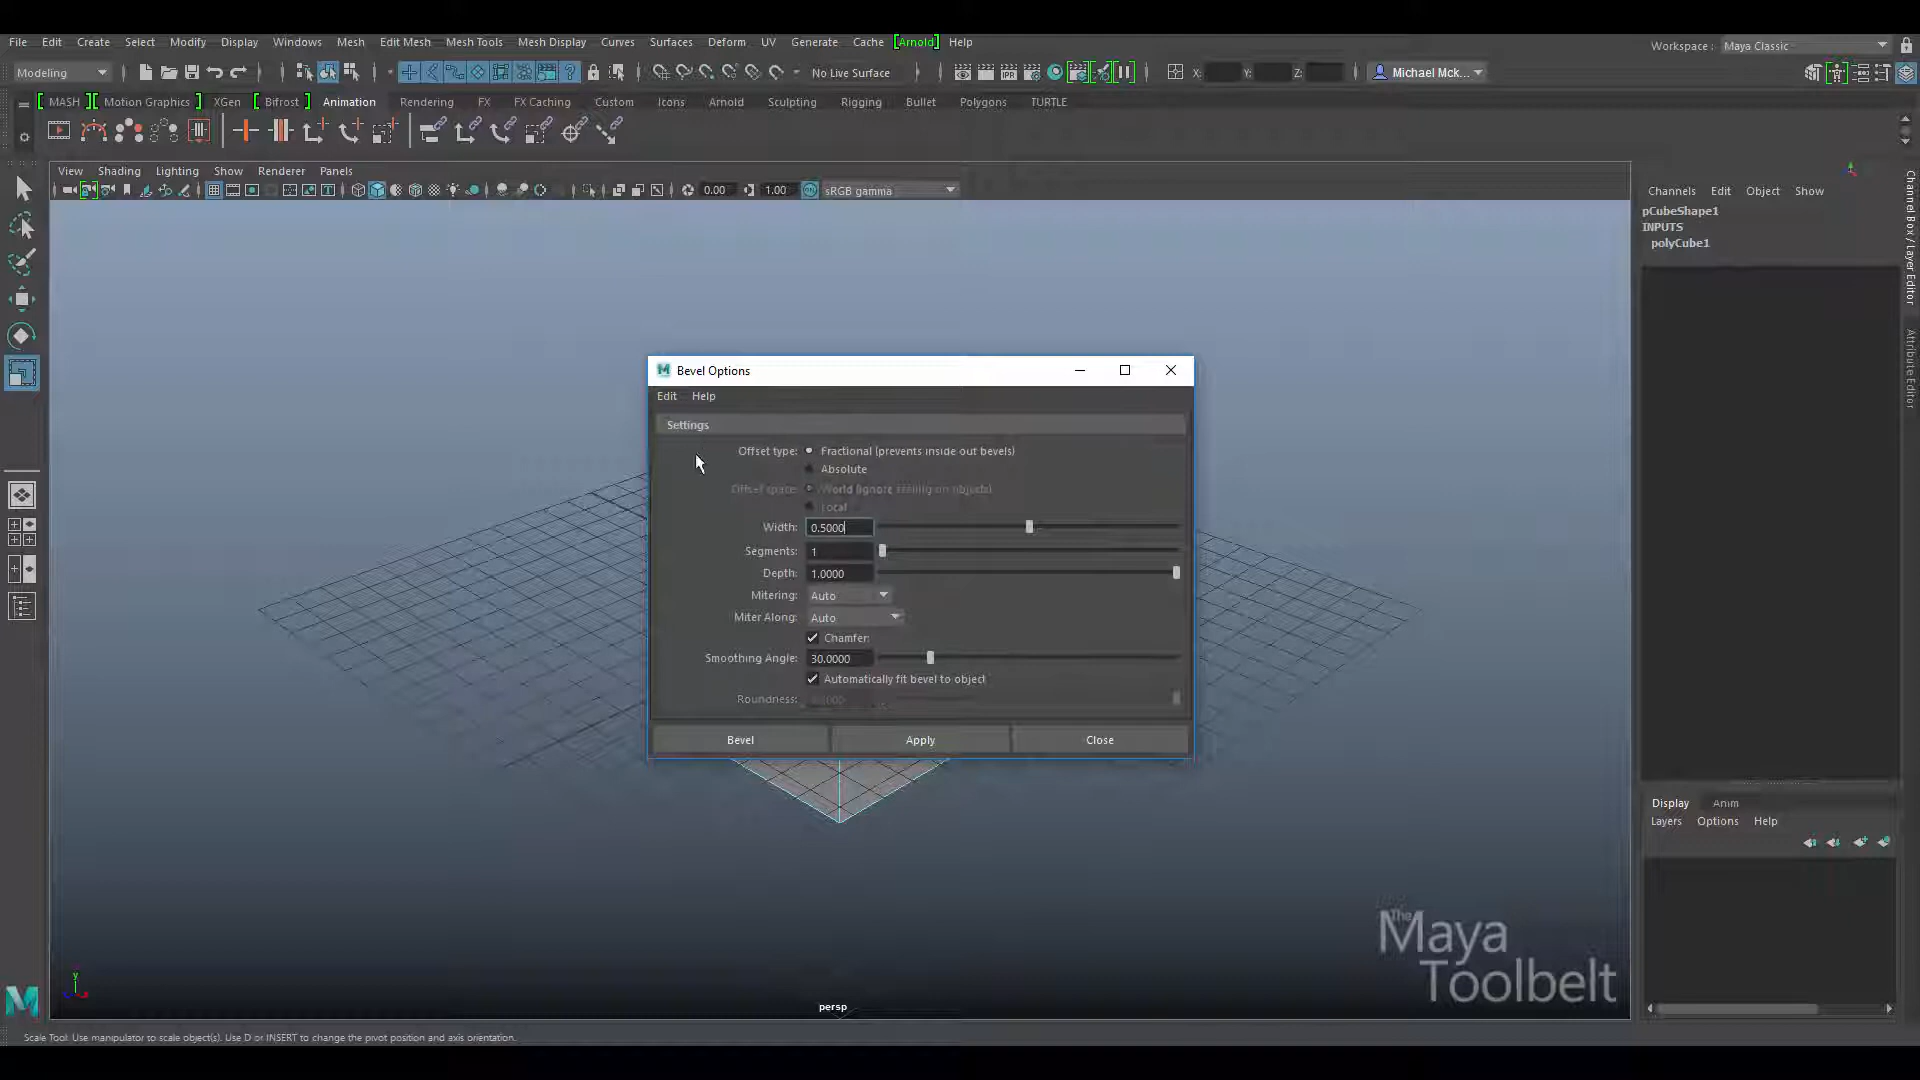 File Edit Create Select Modify Display Windows Mesh Edit Mesh Mesh Tools Mesh Display Curves Surfaces Deform UV Generate Cache [Arnold] Help
Workspace : Maya Classic
Modeling No Live Surface X: Y: Z: Michael Mck...
MASH Motion Graphics XGen Bifrost Animation Rendering FX FX Caching Custom Icons Arnold Sculpting Rigging Bullet Polygons TURTLE
View Shading Lighting Show Renderer Panels
IPR
0.00 1.00 sRGB gamma
Channels Edit Object Show
pCubeShape1
INPUTS
polyCube1
Channel Box / Layer Editor
Attribute Editor
Bevel Options
Edit Help
Settings
Offset type: Fractional (prevents inside out bevels)
Absolute
Offset space: World (ignore scaling on objects)
Local
Width: 0.5000
Segments: 1
Depth: 1.0000
Mitering: Auto
Miter Along: Auto
Chamfer:
Smoothing Angle: 30.0000
Automatically fit bevel to object
Roundness:
Bevel Apply Close
Display Anim
Layers Options Help
The
Maya
Toolbelt
y
persp
Scale Tool: Use manipulator to scale object(s). Use D or INSERT to change the pivot position and axis orientation.